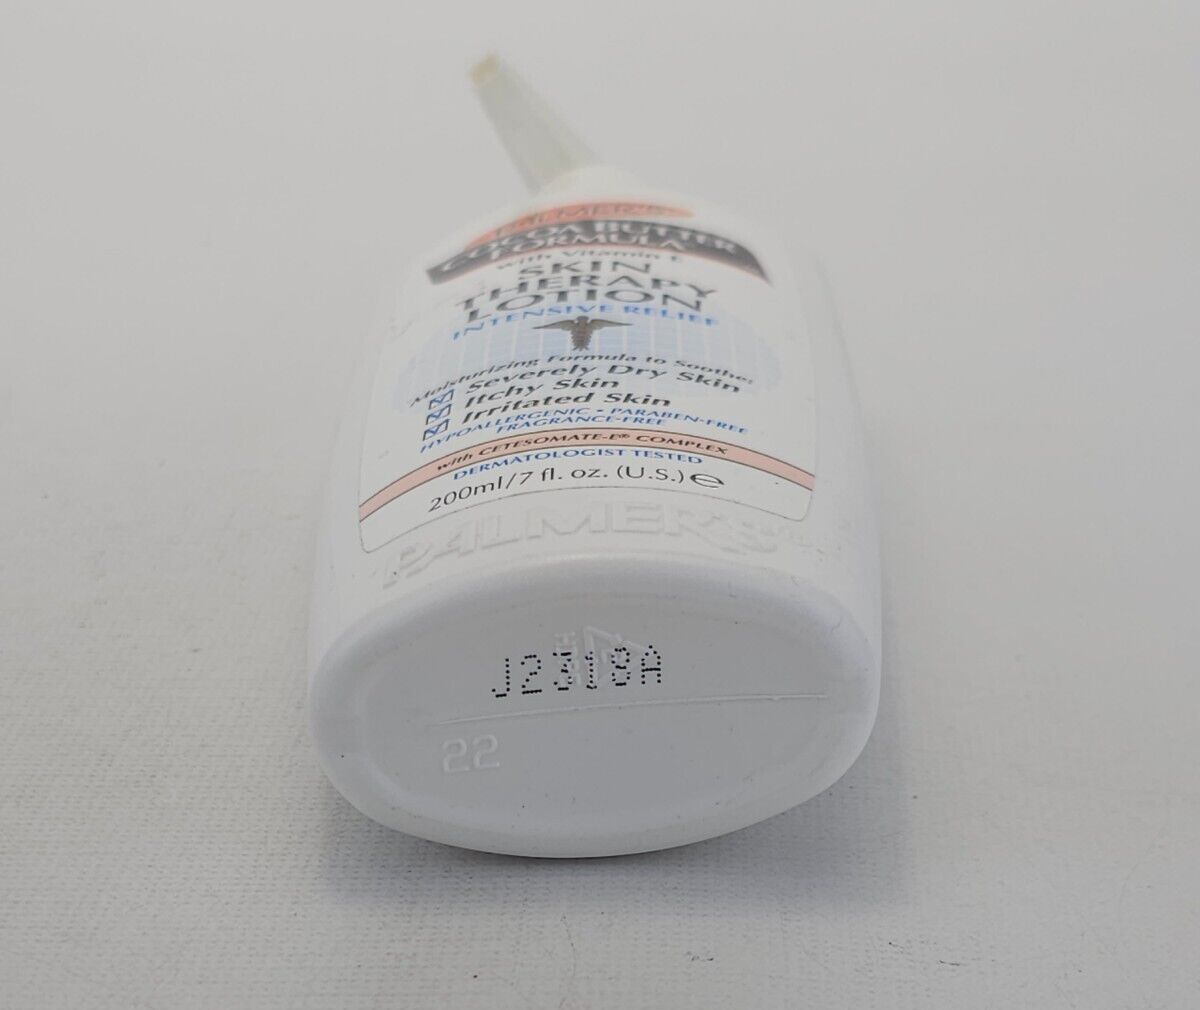 PALMER'S
COCOA BUTTER
FORMULA
with Vitamin E
SKIN
THERAPY
LOTION
INTENSIVE RELIEF
Moisturizing Formula to Soothe:
Severely Dry Skin
Itchy Skin
Irritated Skin
HYPOALLERGENIC • PARABEN-FREE
FRAGRANCE-FREE
with CETESOMATE-E® COMPLEX
DERMATOLOGIST TESTED
200ml/7 fl. oz. (U.S.) ℮
PALMER'S
J2318A
22